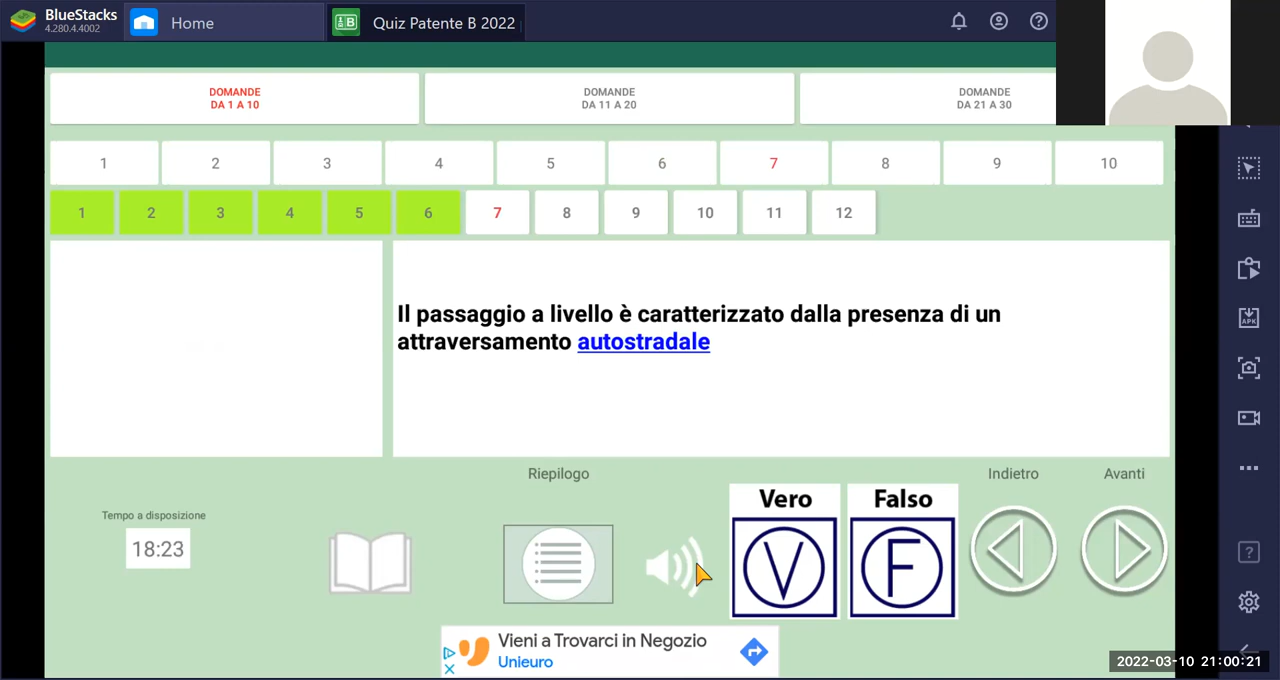 BlueStacks
4.280.4.4002
Home
Quiz Patente B 2022
DOMANDE
DA 1 A 10
DOMANDE
DA 11 A 20
DOMANDE
DA 21 A 30
1 2 3 4 5 6 7 8 9 10
1 2 3 4 5 6 7 8 9 10 11 12
Il passaggio a livello è caratterizzato dalla presenza di un
attraversamento autostradale
Riepilogo
Indietro
Avanti
Vero
Falso
V
F
Tempo a disposizione
18:23
Vieni a Trovarci in Negozio
Unieuro
2022-03-10 21:00:21